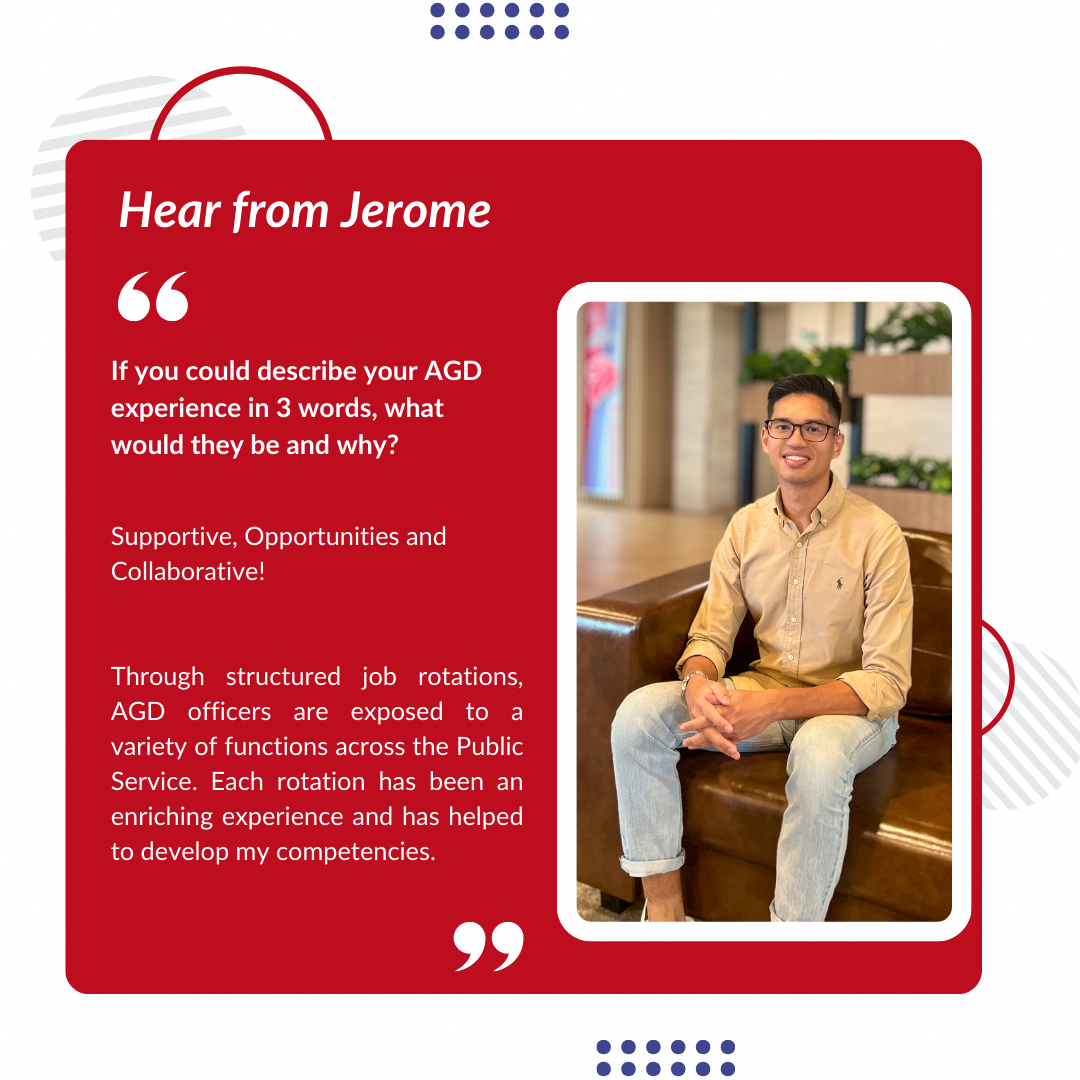 Hear from Jerome
“
If you could describe your AGD
experience in 3 words, what
would they be and why?
Supportive, Opportunities and
Collaborative!
Through structured job rotations,
AGD officers are exposed to a
variety of functions across the Public
Service. Each rotation has been an
enriching experience and has helped
to develop my competencies.
”